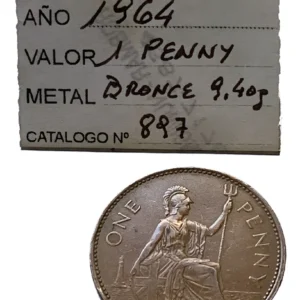 AÑO 1964
VALOR 1 PENNY
METAL BRONCE 9,40g
CATALOGO Nº 897
ONE PENNY